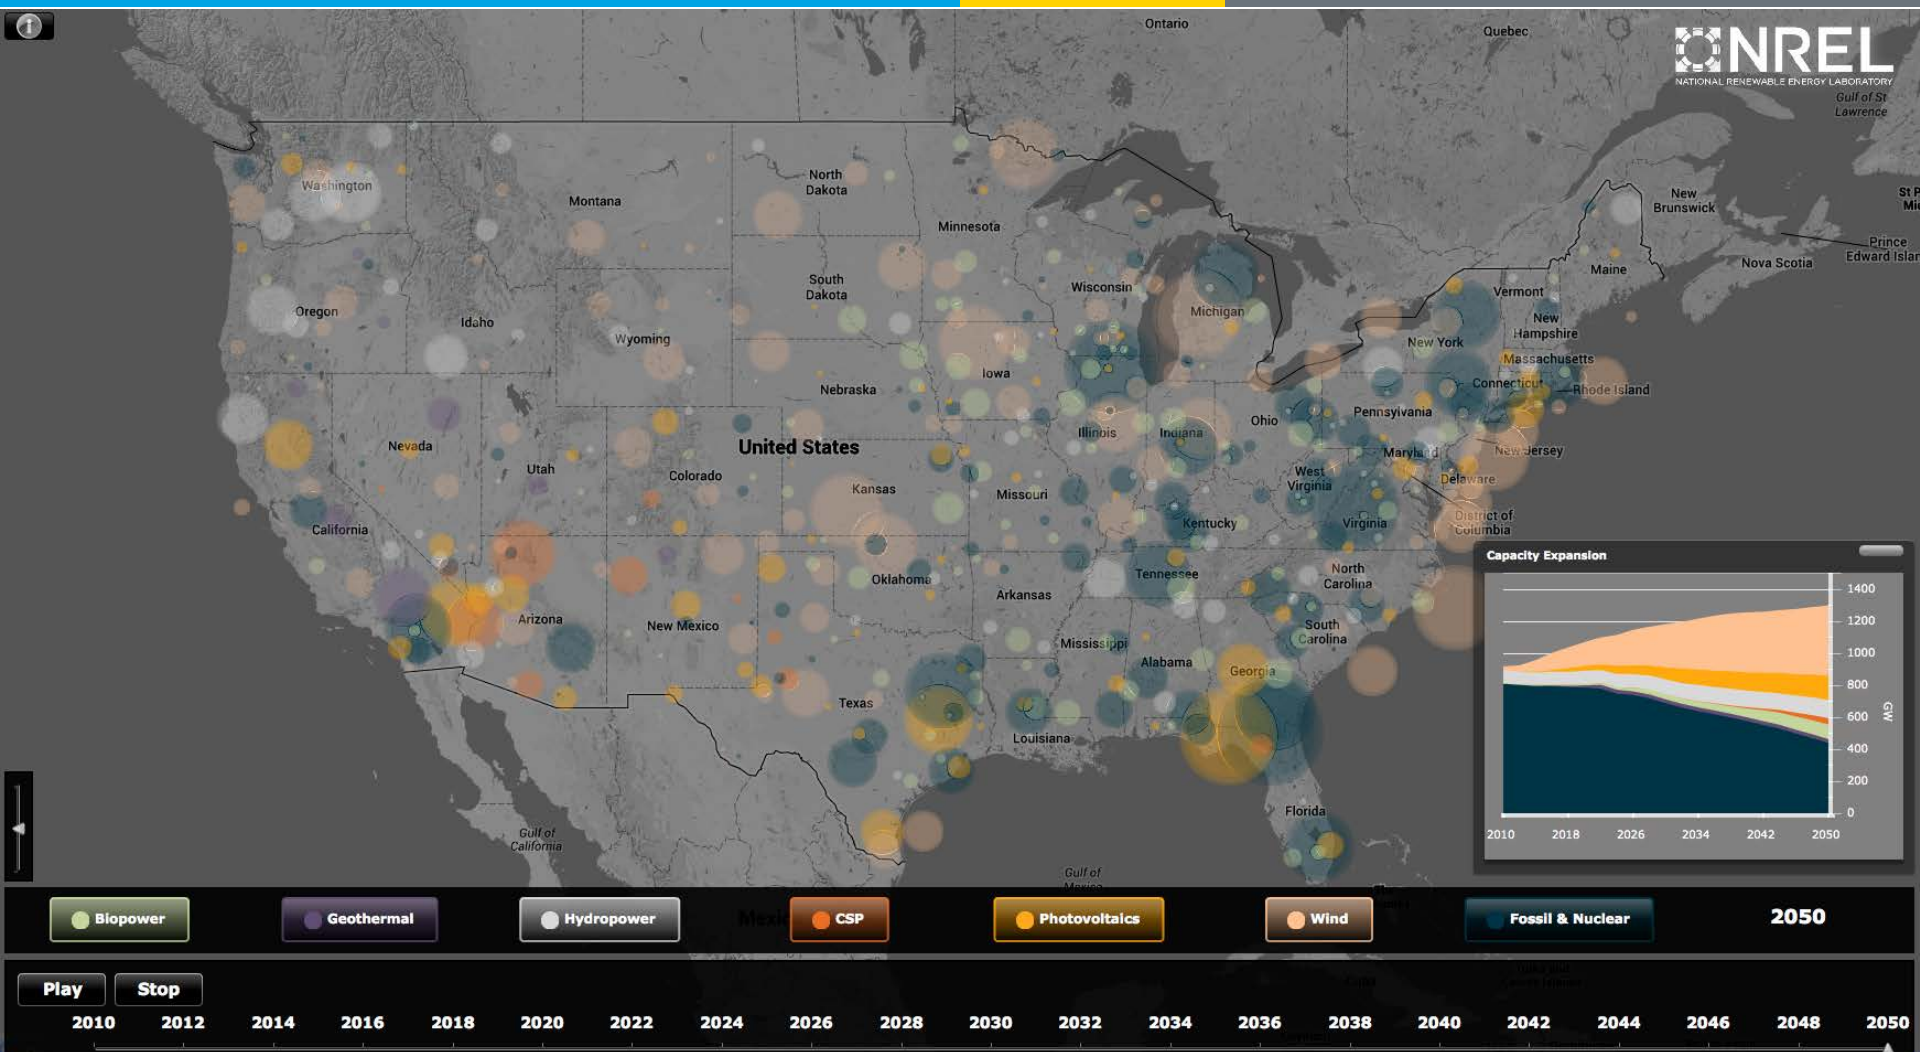 Ontario
Quebec
NREL
NATIONAL RENEWABLE ENERGY LABORATORY
Gulf of St
Lawrence
Washington
Montana
North
Dakota
Minnesota
New
Brunswick
St P
Mi
Prince
Edward Islan
Nova Scotia
Maine
Oregon
Idaho
Wyoming
South
Dakota
Wisconsin
Michigan
Vermont
New
Hampshire
New York
Massachusetts
Connecticut
Rhode Island
Nebraska
Iowa
Pennsylvania
Ohio
Illinois
Indiana
Nevada
Utah
Colorado
United States
Maryland
New Jersey
West
Virginia
Delaware
Kansas
Missouri
California
Kentucky
Virginia
District of
Columbia
Arizona
New Mexico
Oklahoma
Arkansas
Tennessee
North
Carolina
South
Carolina
Mississippi
Alabama
Georgia
Texas
Louisiana
Florida
Gulf of
California
Gulf of
Mexico
Capacity Expansion
1400
1200
1000
800
600
400
200
0
GW
2010 2018 2026 2034 2042 2050
Biopower Geothermal Hydropower CSP Photovoltaics Wind Fossil & Nuclear 2050
Play Stop
2010 2012 2014 2016 2018 2020 2022 2024 2026 2028 2030 2032 2034 2036 2038 2040 2042 2044 2046 2048 2050